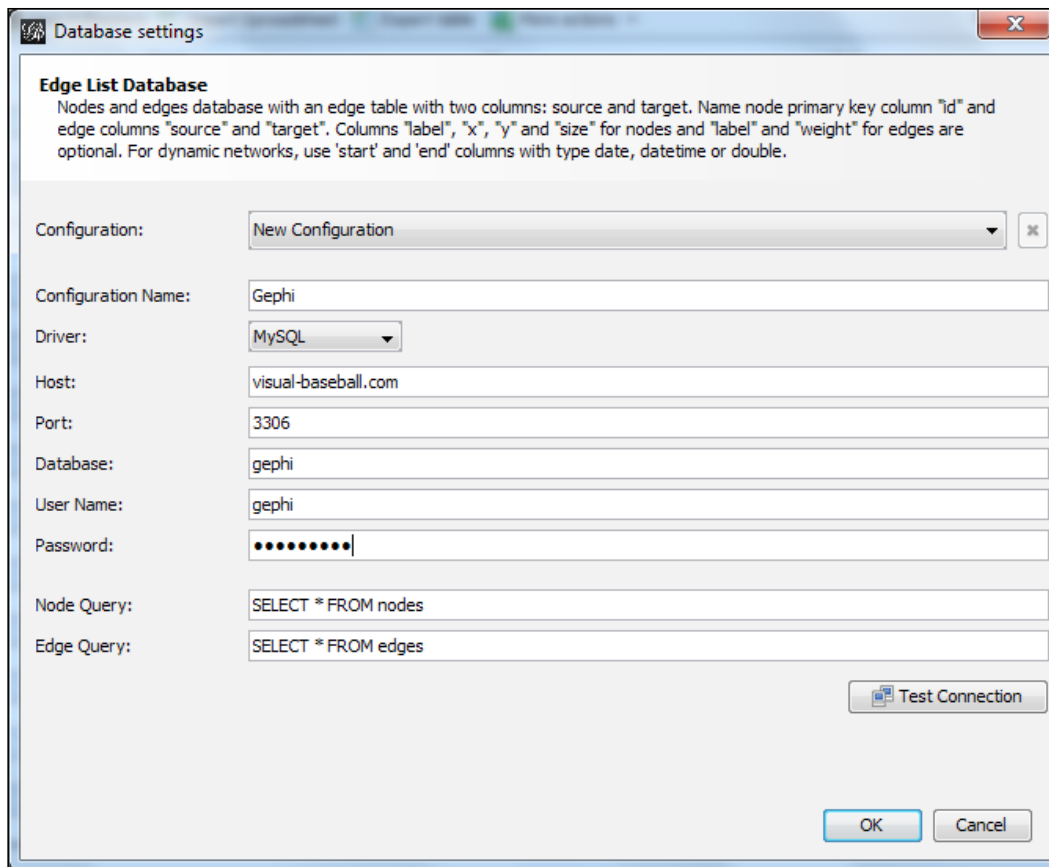 Database settings
Edge List Database
Nodes and edges database with an edge table with two columns: source and target. Name node primary key column "id" and
edge columns "source" and "target". Columns "label", "x", "y" and "size" for nodes and "label" and "weight" for edges are
optional. For dynamic networks, use 'start' and 'end' columns with type date, datetime or double.
Configuration: New Configuration
Configuration Name: Gephi
Driver: MySQL
Host: visual-baseball.com
Port: 3306
Database: gephi
User Name: gephi
Password: •••••••••
Node Query: SELECT * FROM nodes
Edge Query: SELECT * FROM edges
Test Connection
OK Cancel